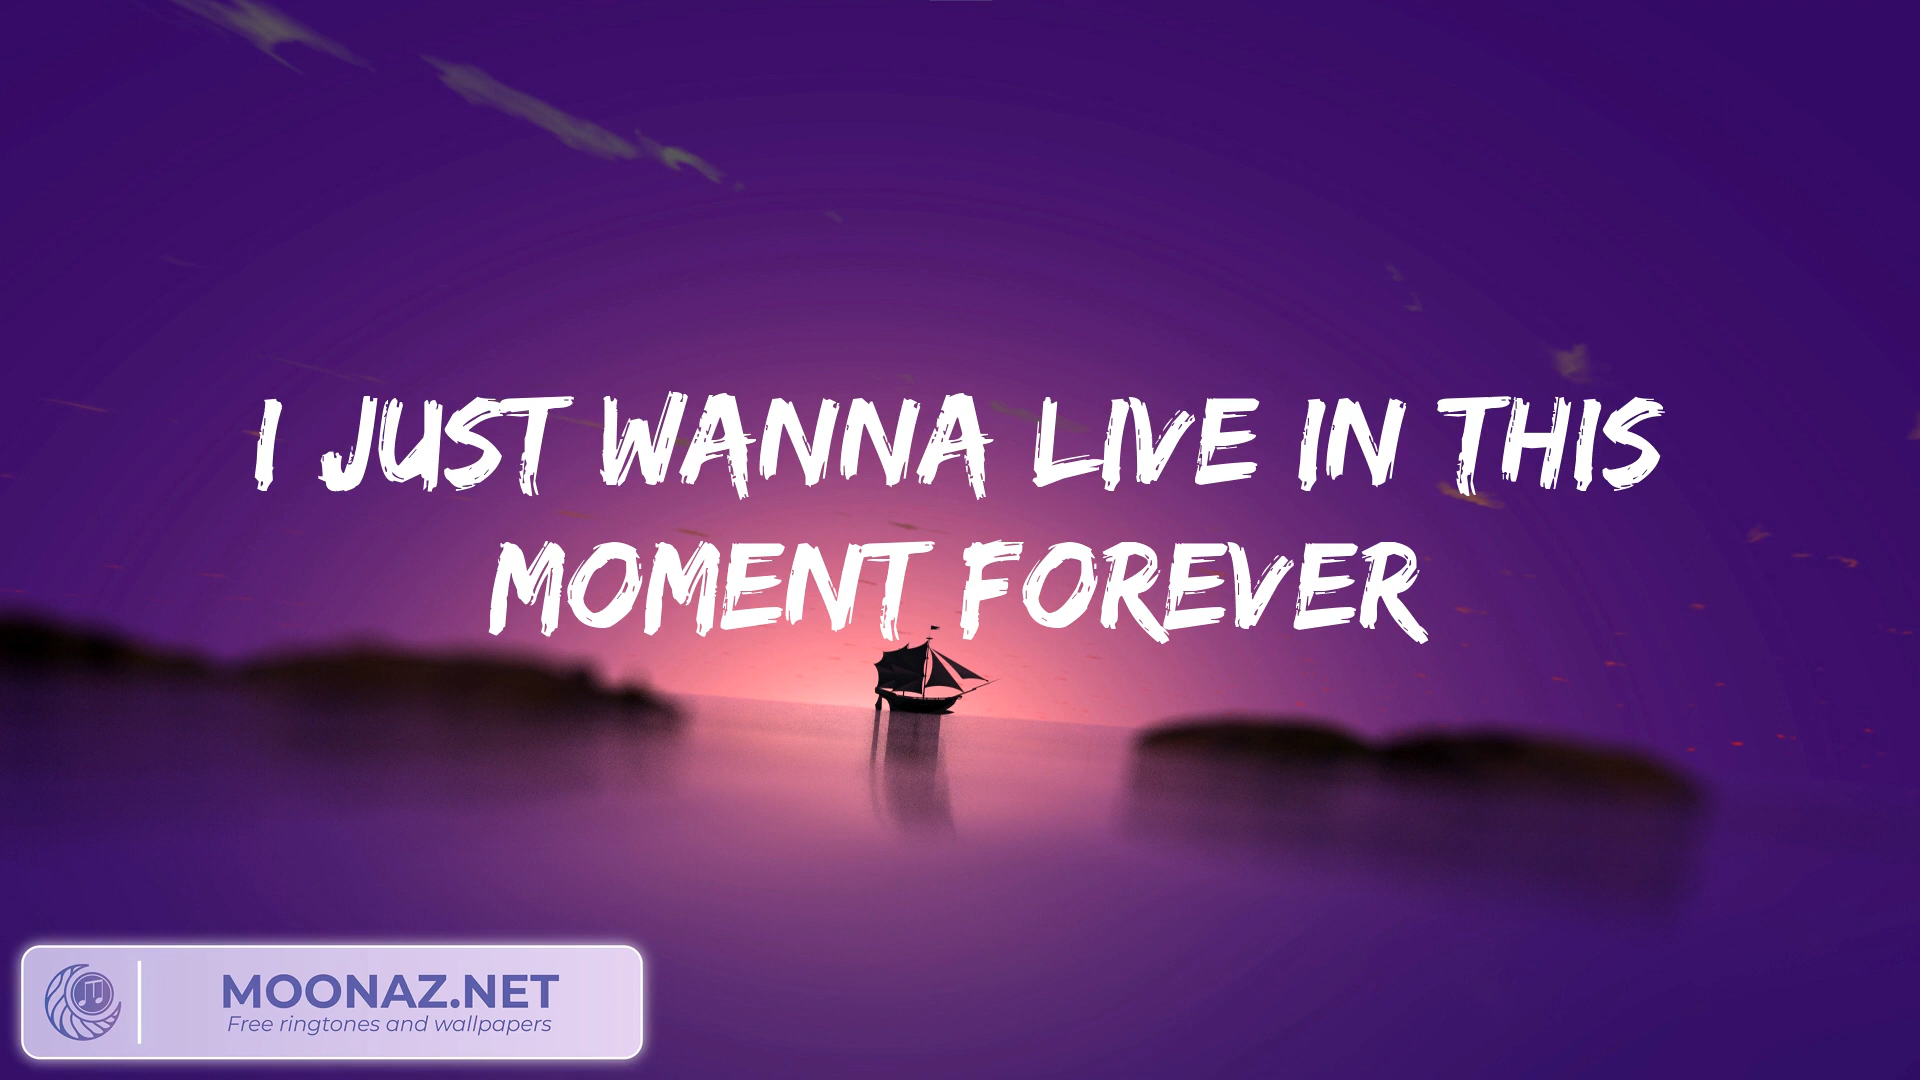 I JUST WANNA LIVE IN THIS
MOMENT FOREVER
MOONAZ.NET
Free ringtones and wallpapers